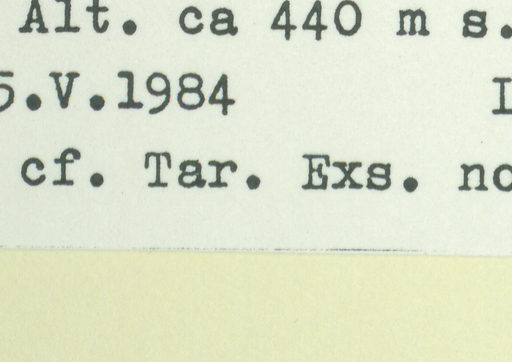 Alt. ca 440 m s.
5.V.1984
cf. Tar. Exs. no